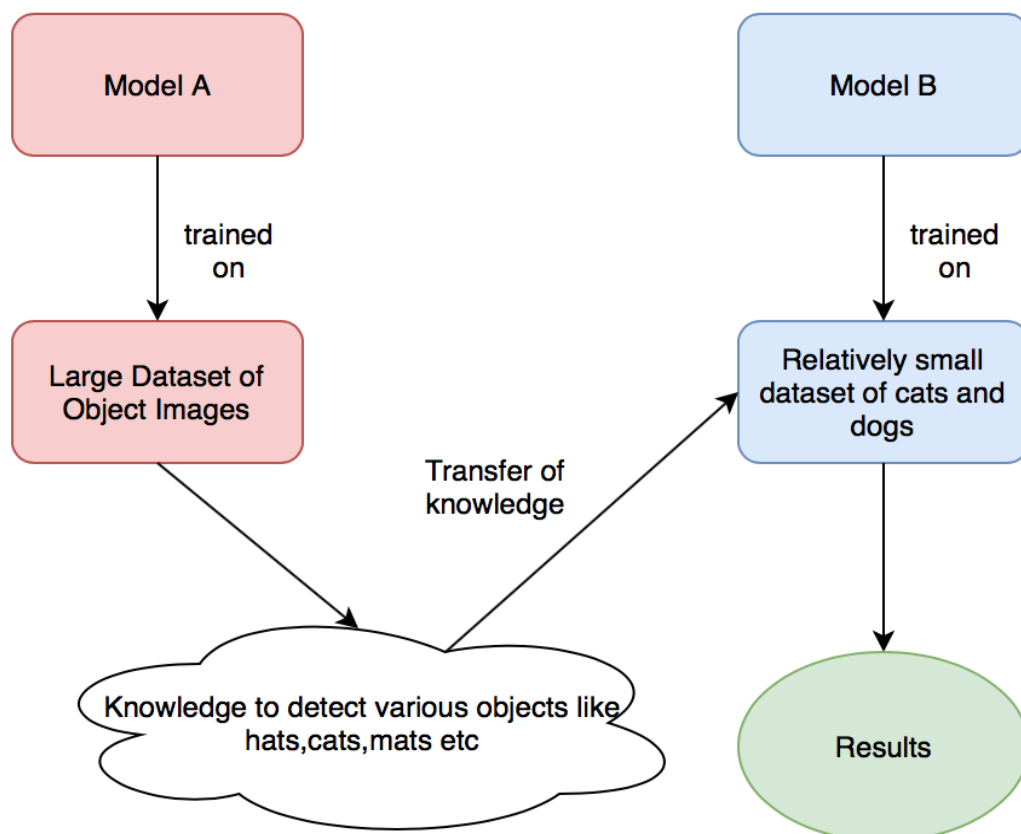 Model A
Model B
trained
on
trained
on
Large Dataset of
Object Images
Relatively small
dataset of cats and
dogs
Transfer of
knowledge
Knowledge to detect various objects like
hats,cats,mats etc
Results